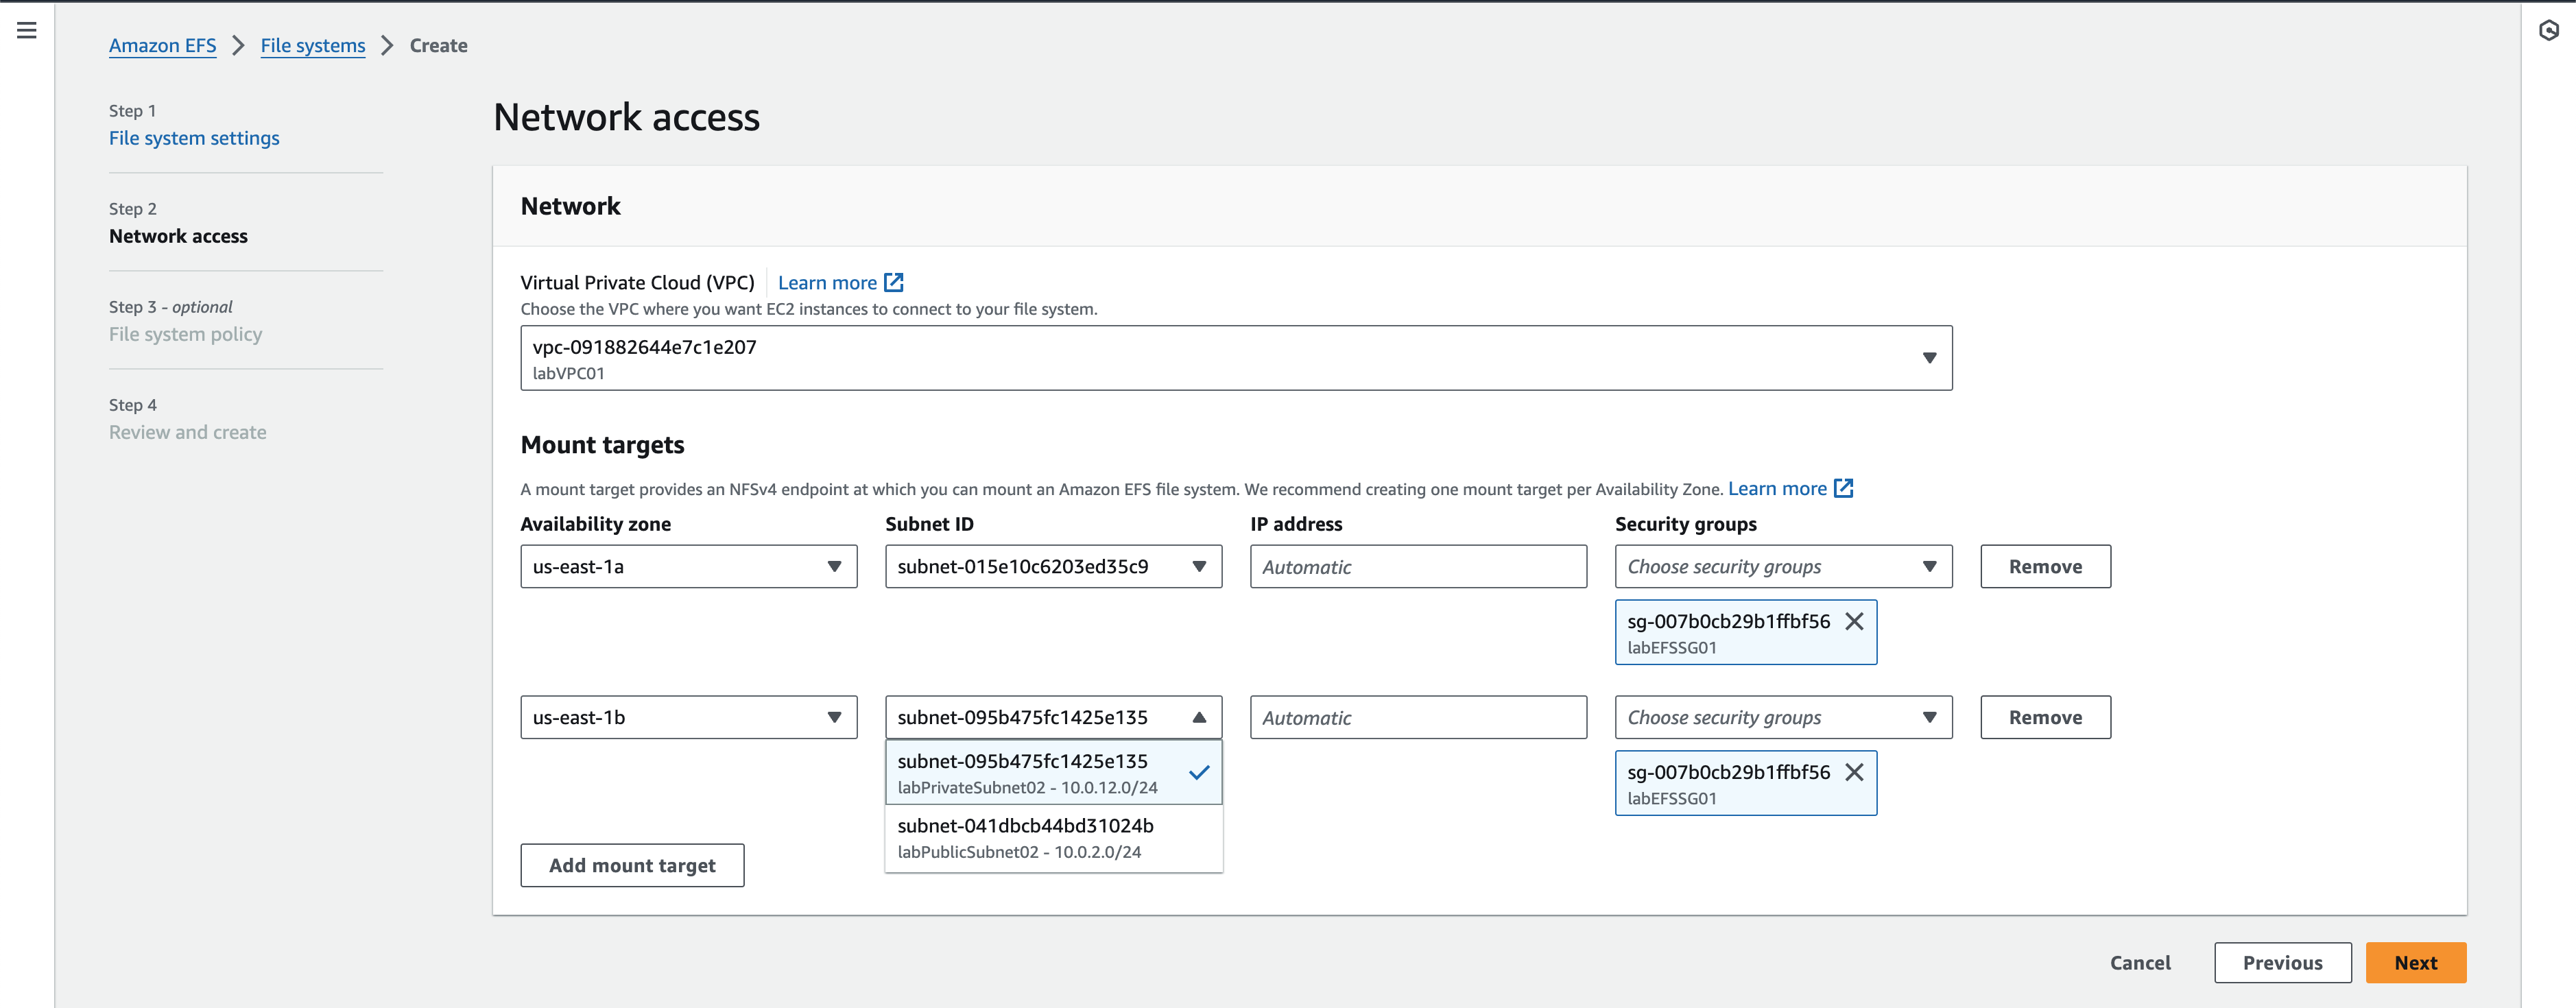 Amazon EFS > File systems > Create
Step 1
File system settings
Step 2
Network access
Step 3 - optional
File system policy
Step 4
Review and create
Network access
Network
Virtual Private Cloud (VPC) Learn more
Choose the VPC where you want EC2 instances to connect to your file system.
vpc-091882644e7c1e207
labVPC01
Mount targets
A mount target provides an NFSv4 endpoint at which you can mount an Amazon EFS file system. We recommend creating one mount target per Availability Zone. Learn more
Availability zone Subnet ID IP address Security groups
us-east-1a subnet-015e10c6203ed35c9 Automatic Choose security groups Remove
sg-007b0cb29b1ffbf56
labEFSSG01
us-east-1b subnet-095b475fc1425e135 Automatic Choose security groups Remove
subnet-095b475fc1425e135
labPrivateSubnet02 - 10.0.12.0/24
subnet-041dbcb44bd31024b
labPublicSubnet02 - 10.0.2.0/24
sg-007b0cb29b1ffbf56
labEFSSG01
Add mount target
Cancel Previous Next